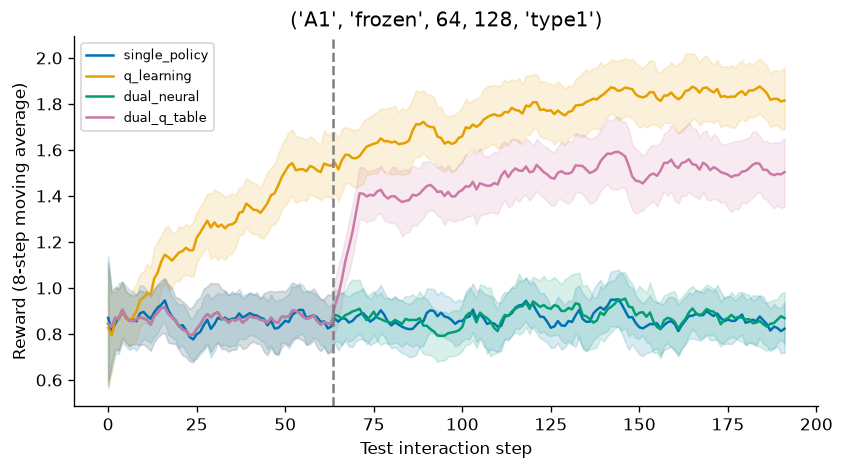 ('A1', 'frozen', 64, 128, 'type1')
single_policy
q_learning
dual_neural
dual_q_table
Reward (8-step moving average)
2.0
1.8
1.6
1.4
1.2
1.0
0.8
0.6
0 25 50 75 100 125 150 175 200
Test interaction step